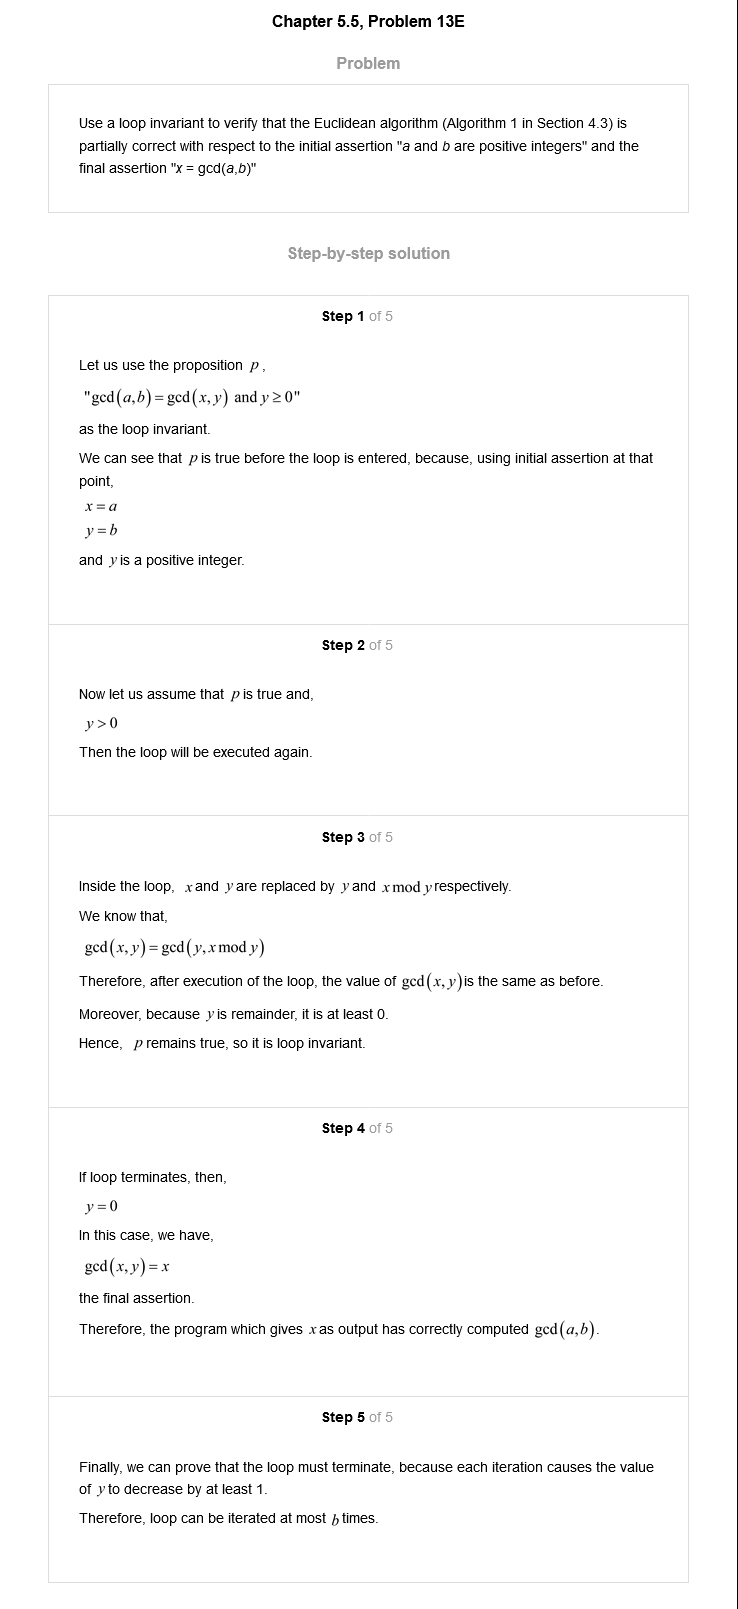 Chapter 5.5, Problem 13E
Problem
Use a loop invariant to verify that the Euclidean algorithm (Algorithm 1 in Section 4.3) is
partially correct with respect to the initial assertion "a and b are positive integers" and the
final assertion "x = gcd(a,b)"
Step-by-step solution
Step 1 of 5
Let us use the proposition p,
"gcd(a,b)=gcd(x,y) and y≥0"
as the loop invariant.
We can see that p is true before the loop is entered, because, using initial assertion at that
point,
x=a
y=b
and y is a positive integer.
Step 2 of 5
Now let us assume that p is true and,
y>0
Then the loop will be executed again.
Step 3 of 5
Inside the loop, x and y are replaced by y and x mod y respectively.
We know that,
gcd(x,y)=gcd(y,x mod y)
Therefore, after execution of the loop, the value of gcd(x,y) is the same as before.
Moreover, because y is remainder, it is at least 0.
Hence, p remains true, so it is loop invariant.
Step 4 of 5
If loop terminates, then,
y=0
In this case, we have,
gcd(x,y)=x
the final assertion.
Therefore, the program which gives x as output has correctly computed gcd(a,b).
Step 5 of 5
Finally, we can prove that the loop must terminate, because each iteration causes the value
of y to decrease by at least 1.
Therefore, loop can be iterated at most b times.